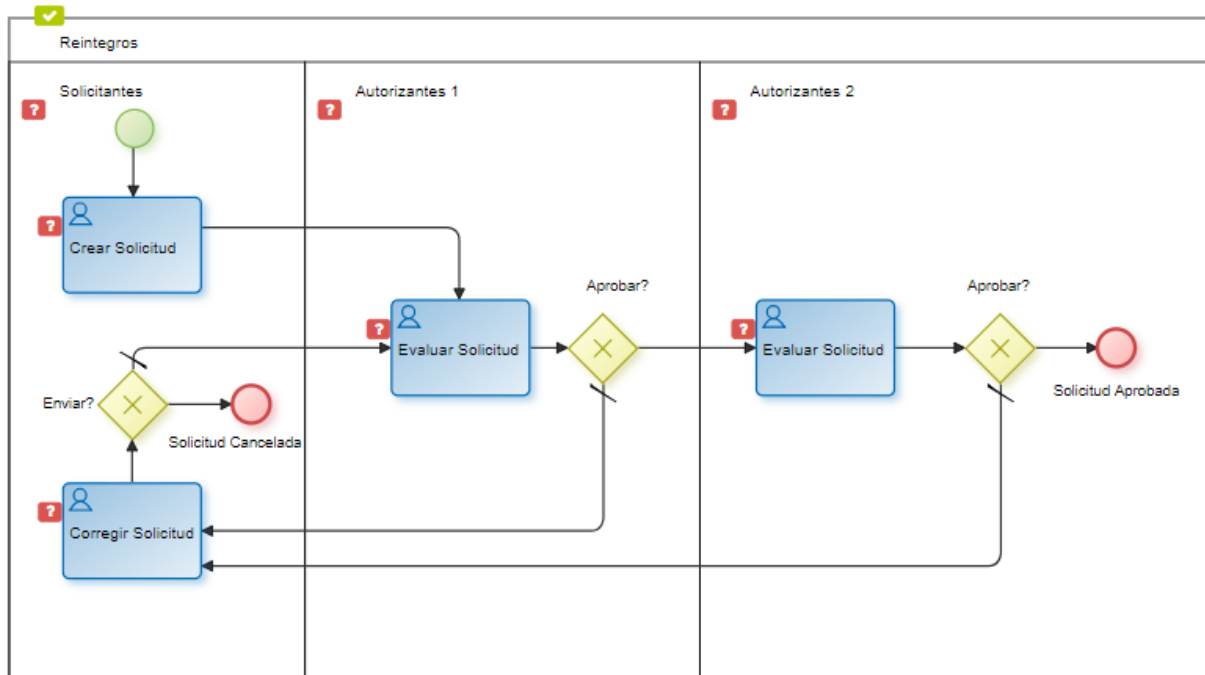 Reintegros
Solicitantes
Autorizantes 1
Autorizantes 2
?
?
?
?
Crear Solicitud
Aprobar?
Aprobar?
?
Evaluar Solicitud
?
Evaluar Solicitud
Enviar?
Solicitud Aprobada
Solicitud Cancelada
?
Corregir Solicitud